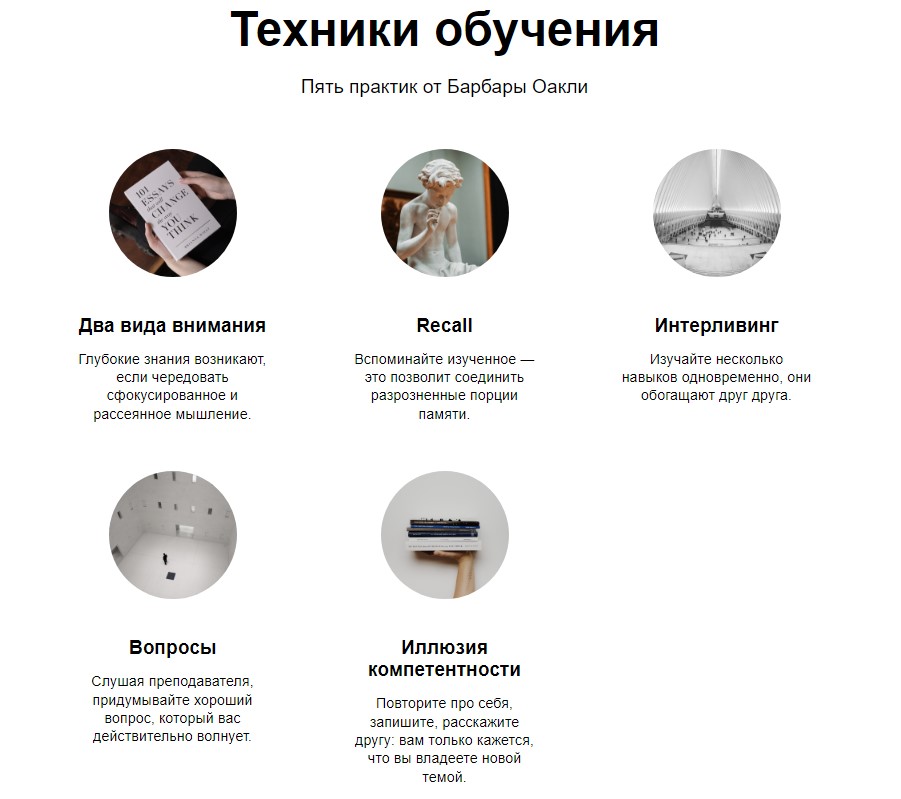 Техники обучения
Пять практик от Барбары Оакли
101
ESSAYS
that will
CHANGE
the way
YOU
THINK
Два вида внимания
Глубокие знания возникают,
если чередовать
сфокусированное и
рассеянное мышление.
Recall
Вспоминайте изученное —
это позволит соединить
разрозненные порции
памяти.
Интерливинг
Изучайте несколько
навыков одновременно, они
обогащают друг друга.
Вопросы
Слушая преподавателя,
придумывайте хороший
вопрос, который вас
действительно волнует.
Иллюзия
компетентности
Повторите про себя,
запишите, расскажите
другу: вам только кажется,
что вы владеете новой
темой.